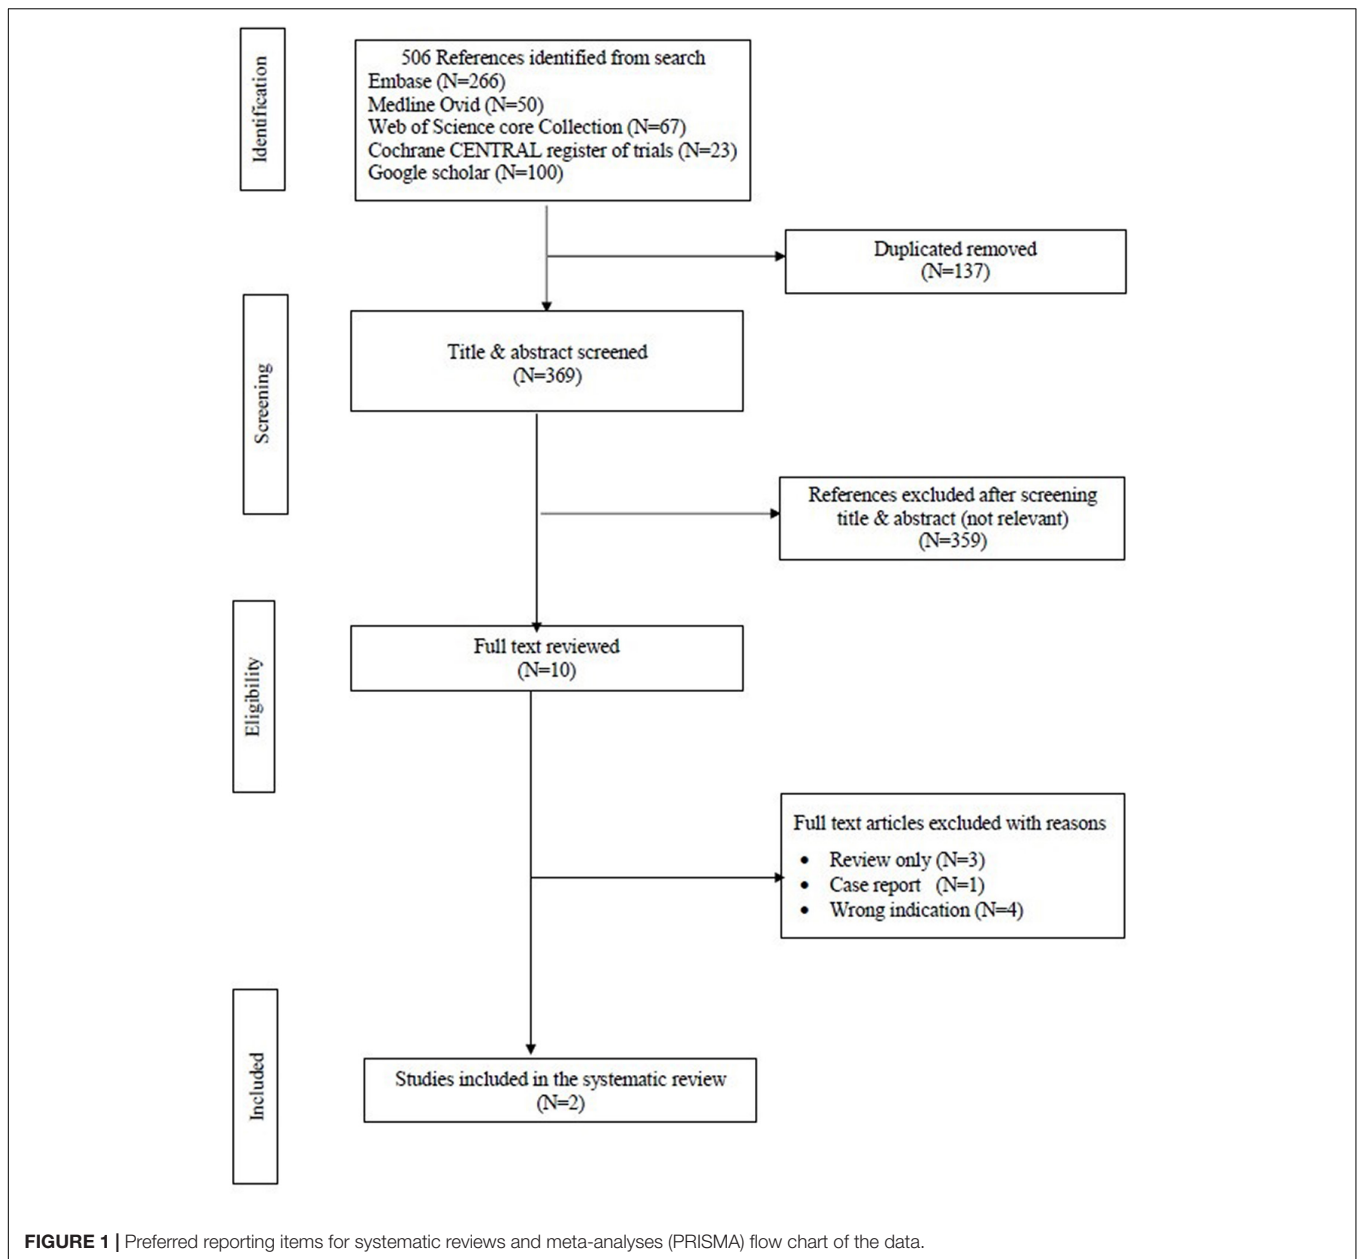 Identification
506 References identified from search
Embase (N=266)
Medline Ovid (N=50)
Web of Science core Collection (N=67)
Cochrane CENTRAL register of trials (N=23)
Google scholar (N=100)
Duplicated removed
(N=137)
Screening
Title & abstract screened
(N=369)
References excluded after screening
title & abstract (not relevant)
(N=359)
Eligibility
Full text reviewed
(N=10)
Full text articles excluded with reasons
• Review only (N=3)
• Case report (N=1)
• Wrong indication (N=4)
Included
Studies included in the systematic review
(N=2)
FIGURE 1 | Preferred reporting items for systematic reviews and meta-analyses (PRISMA) flow chart of the data.